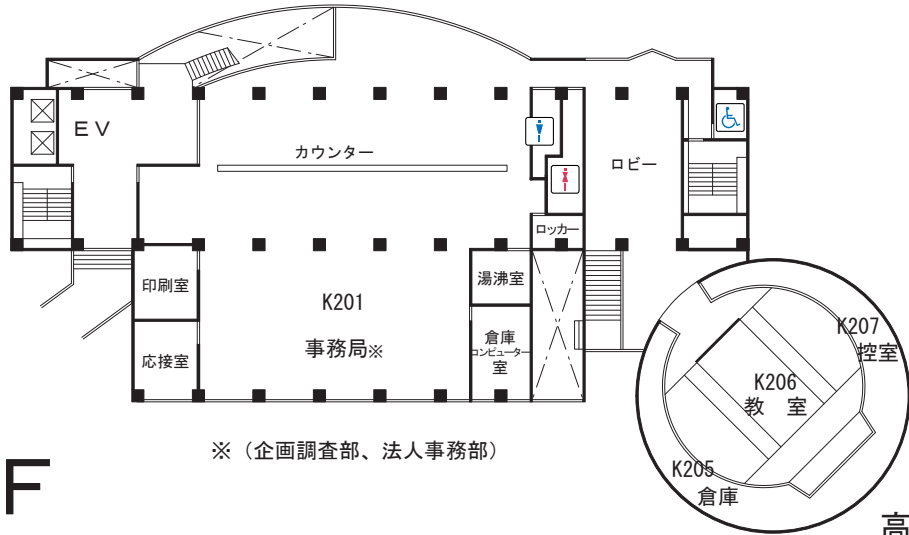 EV
カウンター
ロビー
ロッカー
印刷室
K201
湯沸室
事務局※
倉庫
コンピューター
室
応接室
K207
控室
K206
教 室
※(企画調査部、法人事務部)
K205
倉庫
F
高